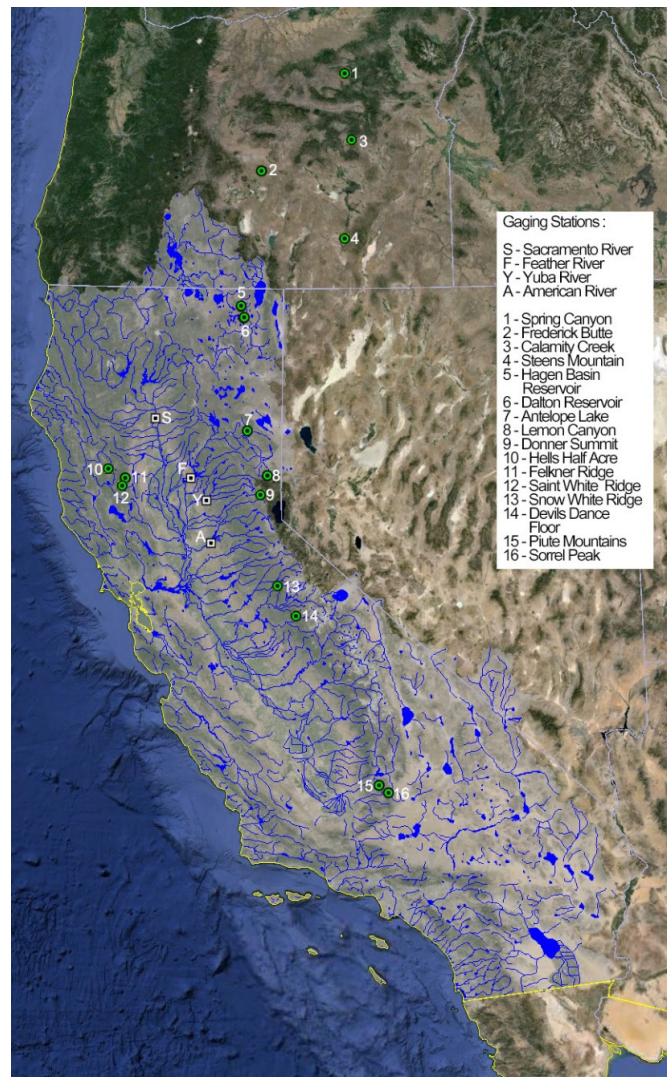 1
3
2
4
5
6
S
7
10
11
F
8
12
Y
9
A
13
14
15
16
Gaging Stations :
S - Sacramento River
F - Feather River
Y - Yuba River
A - American River
1 - Spring Canyon
2 - Frederick Butte
3 - Calamity Creek
4 - Steens Mountain
5 - Hagen Basin
Reservoir
6 - Dalton Reservoir
7 - Antelope Lake
8 - Lemon Canyon
9 - Donner Summit
10 - Hells Half Acre
11 - Felkner Ridge
12 - Saint White Ridge
13 - Snow White Ridge
14 - Devils Dance
Floor
15 - Piute Mountains
16 - Sorrel Peak